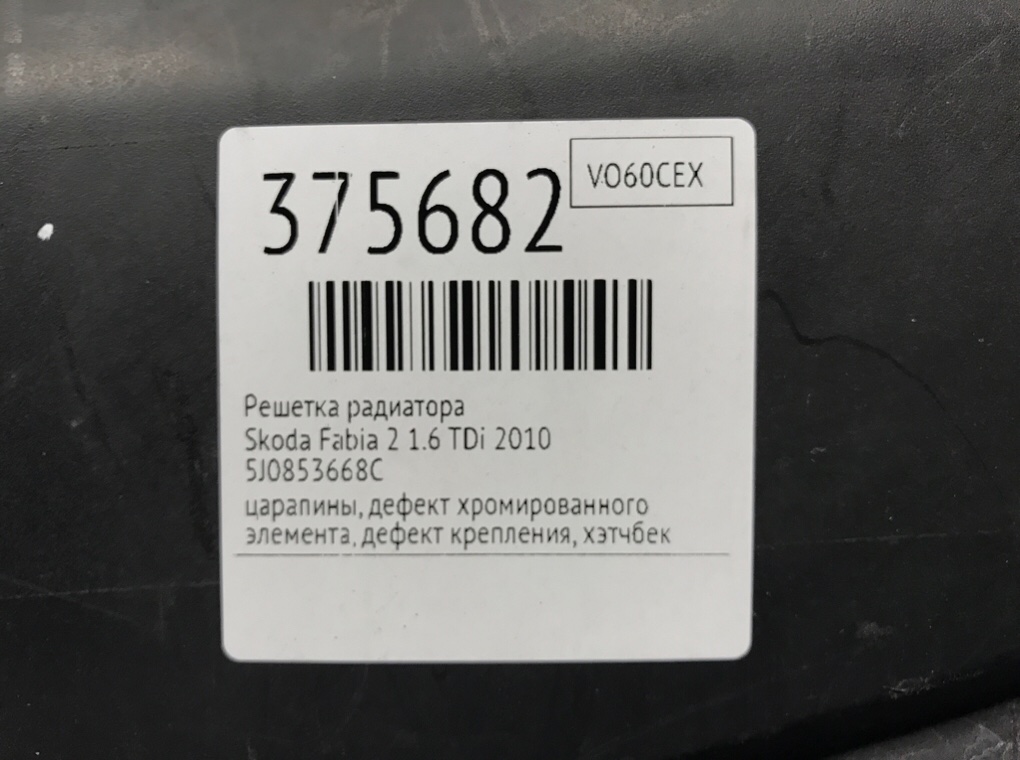 375682
VO60CEX
Решетка радиатора
Skoda Fabia 2 1.6 TDi 2010
5J0853668C
царапины, дефект хромированного
элемента, дефект крепления, хэтчбек